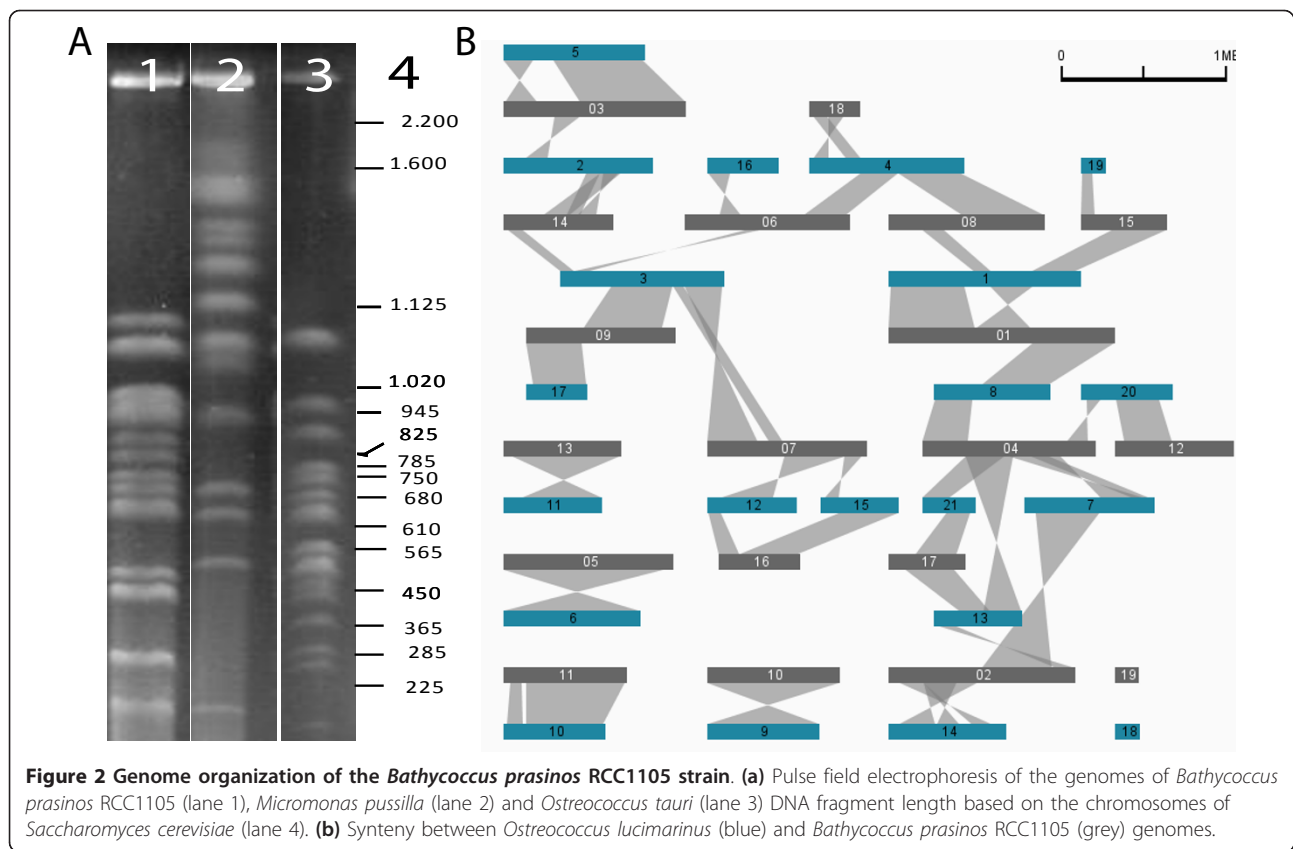 A
B
1 2 3 4
2.200
1.600
1.125
1.020
945
825
785
750
680
610
565
450
365
285
225
0 1ME
5
03 18
2 16 4 19
14 06 08 15
3 1
09 01
17 8 20
13 07 04 12
11 12 15 21 7
05 16 17
6 13
11 10 02 19
10 9 14 18
Figure 2 Genome organization of the Bathycoccus prasinos RCC1105 strain. (a) Pulse field electrophoresis of the genomes of Bathycoccus
prasinos RCC1105 (lane 1), Micromonas pussilla (lane 2) and Ostreococcus tauri (lane 3) DNA fragment length based on the chromosomes of
Saccharomyces cerevisiae (lane 4). (b) Synteny between Ostreococcus lucimarinus (blue) and Bathycoccus prasinos RCC1105 (grey) genomes.